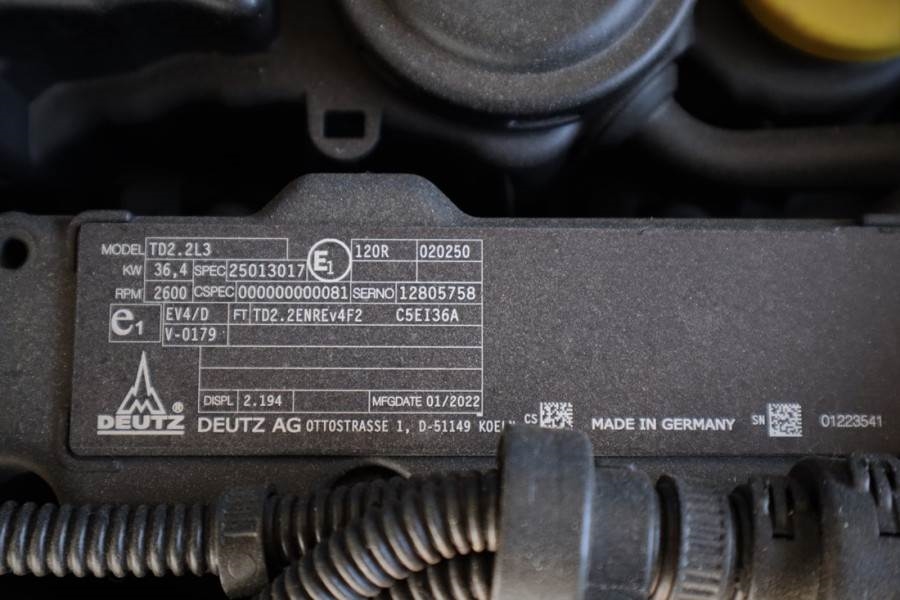 MODEL TD2.2L3 E1 120R 020250
KW 36,4 SPEC 25013017
RPM 2600 CSPEC 000000000081 SERNO 12805758
e1 EV4/D FT TD2.2ENREv4F2 C5EI36A
V-0179
DISPL 2.194 MFGDATE 01/2022
DEUTZ® DEUTZ AG OTTOSTRASSE 1, D-51149 CS MADE IN GERMANY SN 01223541